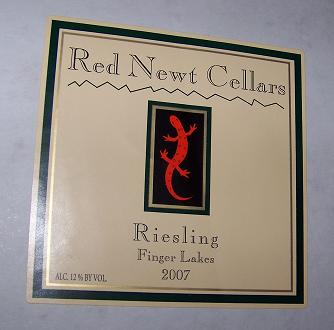 Red Newt Cellars
Riesling
Finger Lakes
ALC. 12 % BY VOL.
2007